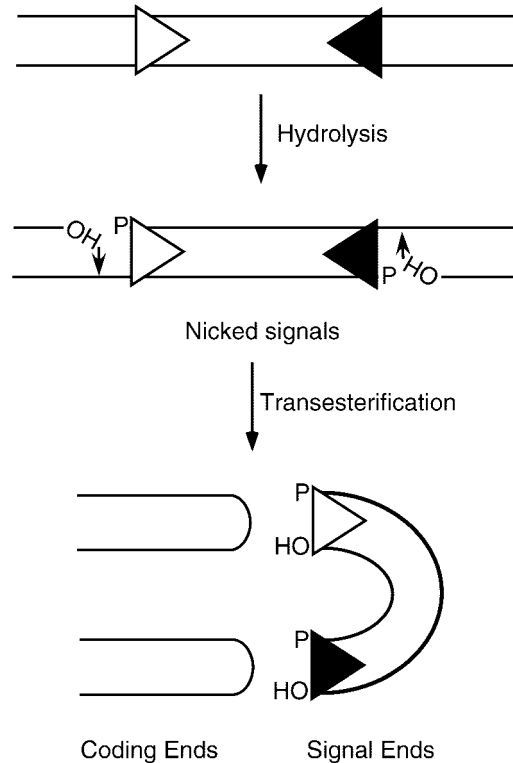 Hydrolysis
OH P
P HO
Nicked signals
Transesterification
P
HO
P
HO
Coding Ends Signal Ends